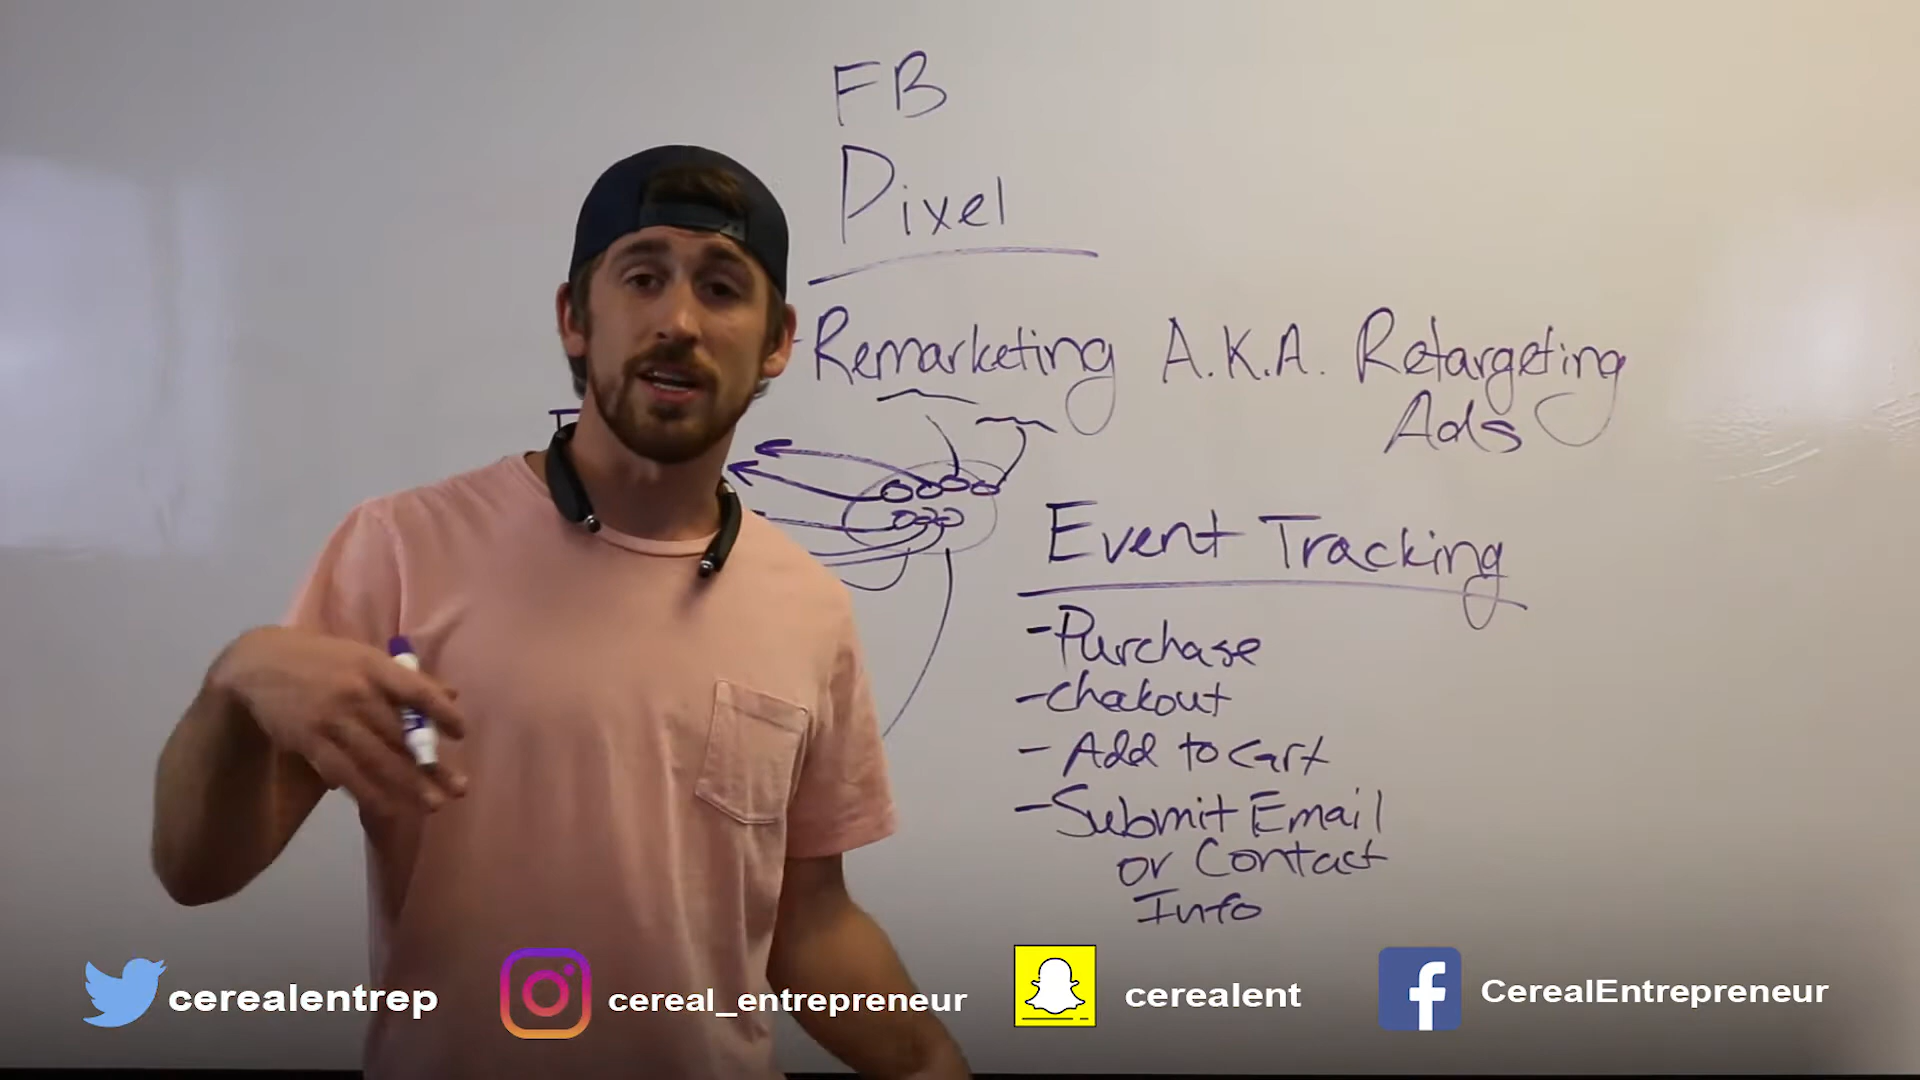 FB
Pixel
Remarketing A.K.A. Retargeting
Ads
Event Tracking
-Purchase
-Chekout
- Add to Cart
-Submit Email
or Contact
Info
cerealentrep
cereal_entrepreneur
cerealent
CerealEntrepreneur